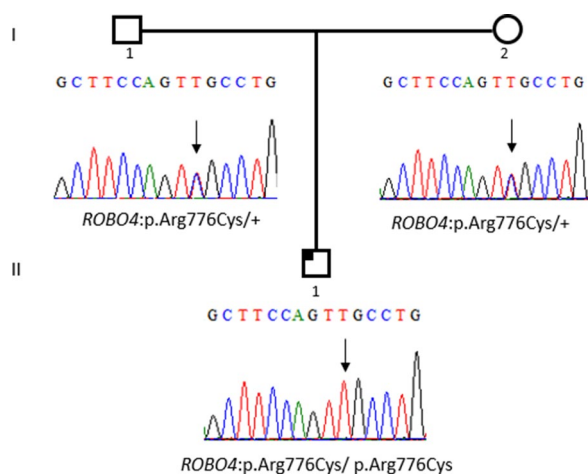 I
1
2
GCTTCCAGTTGCCTG
GCTTCCAGTTGCCTG
ROBO4:p.Arg776Cys/+
ROBO4:p.Arg776Cys/+
II
1
GCTTCCAGTTGCCTG
ROBO4:p.Arg776Cys/ p.Arg776Cys